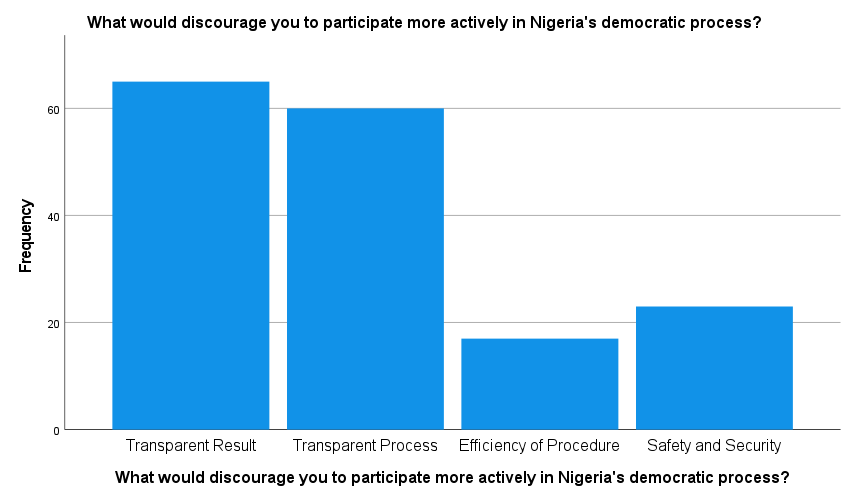 What would discourage you to participate more actively in Nigeria's democratic process?
Frequency
60
40
20
0
Transparent Result
Transparent Process
Efficiency of Procedure
Safety and Security
What would discourage you to participate more actively in Nigeria's democratic process?